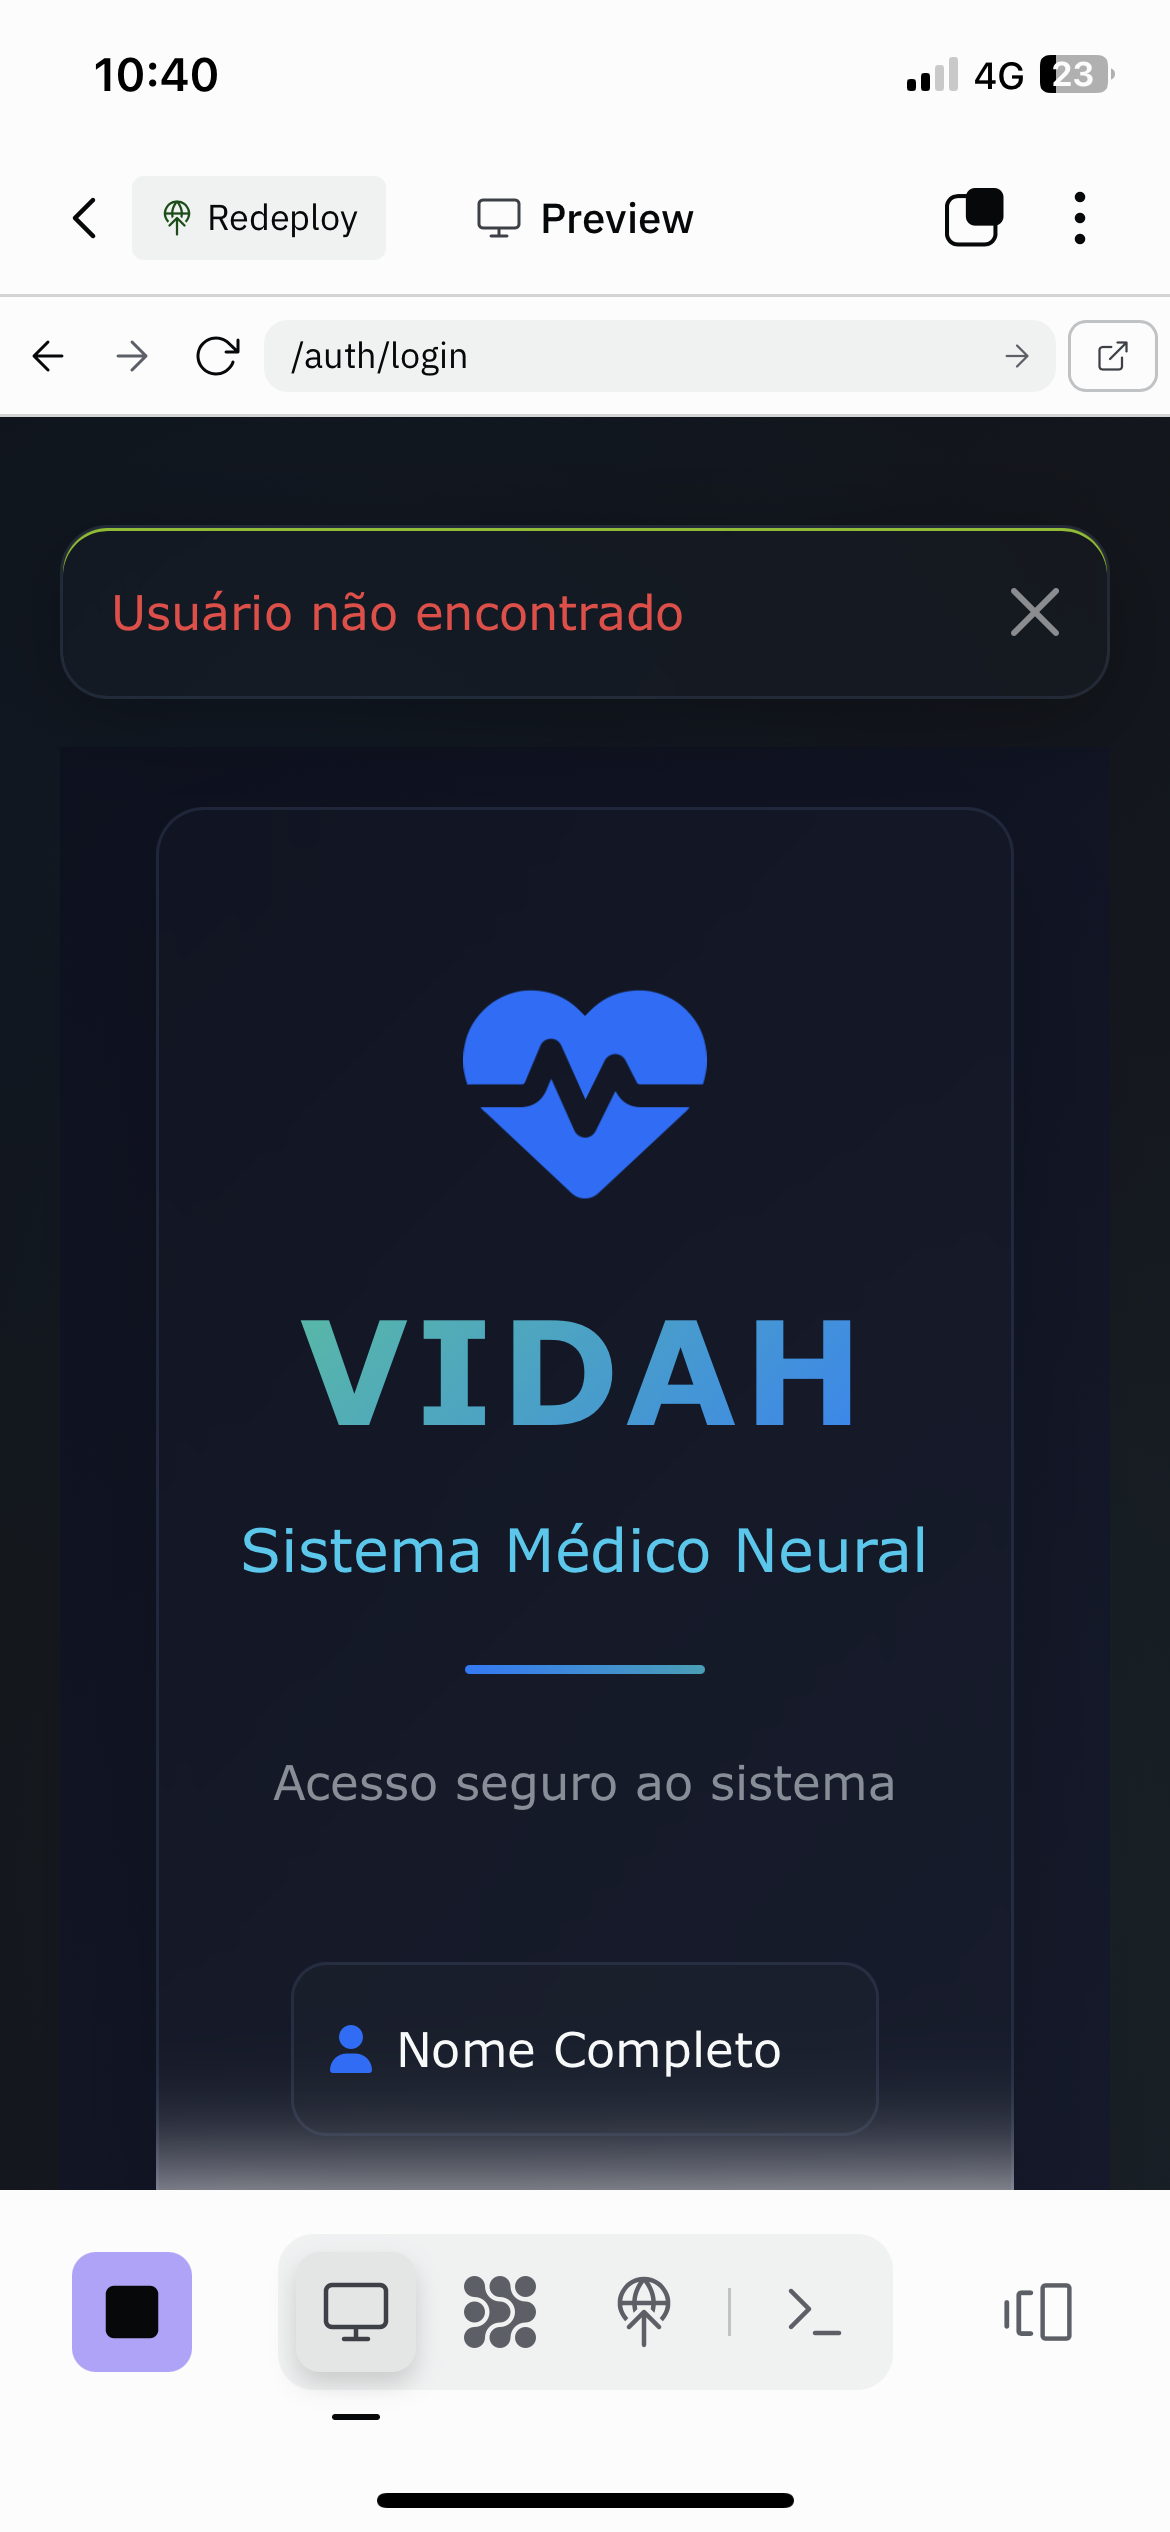 10:40
4G 23
Redeploy
Preview
/auth/login
Usuário não encontrado
VIDAH
Sistema Médico Neural
Acesso seguro ao sistema
Nome Completo